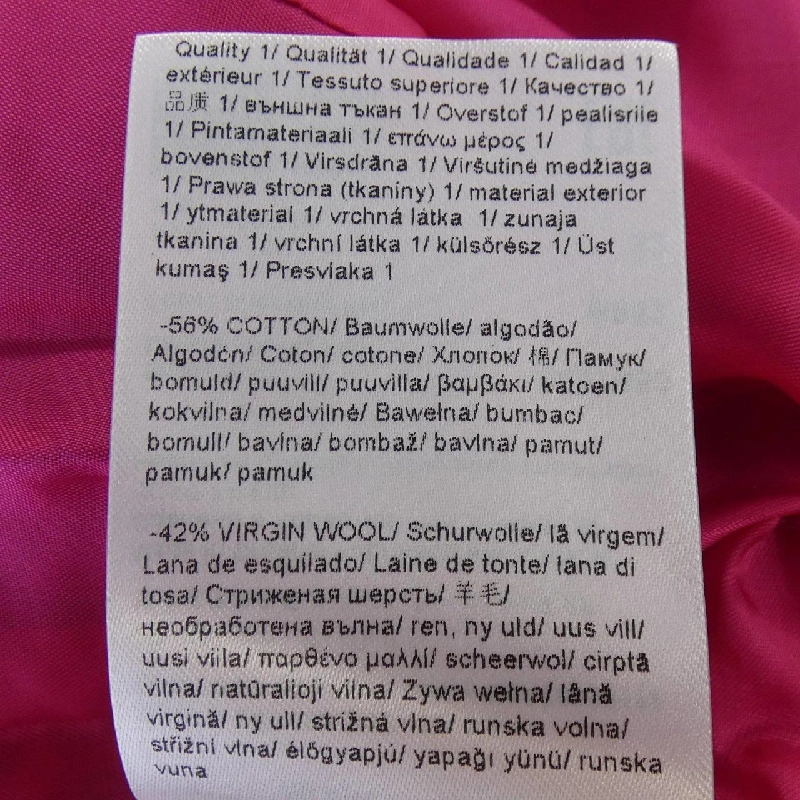 Quality 1/ Qualität 1/ Qualidade 1/ Calidad 1/
extérieur 1/ Tessuto superiore 1/ Качество 1/
品质 1/ външна тъкан 1/ Overstof 1/ pealisriie
1/ Pintamateriaali 1/ επάνω μέρος 1/
bovenstof 1/ Virsdrāna 1/ Viršutinė medžiaga
1/ Prawa strona (tkaniny) 1/ material exterior
1/ ytmaterial 1/ vrchná látka 1/ zunaja
tkanina 1/ vrchní látka 1/ külsőrész 1/ Üst
kumaş 1/ Presvlaka 1
-56% COTTON/ Baumwolle/ algodão/
Algodón/ Coton/ cotone/ Хлопок/ 棉/ Памук/
bomuld/ puuvill/ puuvilla/ βαμβάκι/ katoen/
kokvilna/ medvilnė/ Bawełna/ bumbac/
bomull/ bavlna/ bombaž/ bavlna/ pamut/
pamuk/ pamuk
-42% VIRGIN WOOL/ Schurwolle/ lã virgem/
Lana de esquilado/ Laine de tonte/ lana di
tosa/ Стриженая шерсть/ 羊毛/
необработена вълна/ ren, ny uld/ uus vill/
uusi villa/ παρθένο μαλλί/ scheerwol/ cirptā
vilna/ natūralioji vilna/ Żywa wełna/ lână
virgină/ ny ull/ strižná vlna/ runska volna/
střižní vlna/ élőgyapjú/ yapağı yünü/ runska
vuna